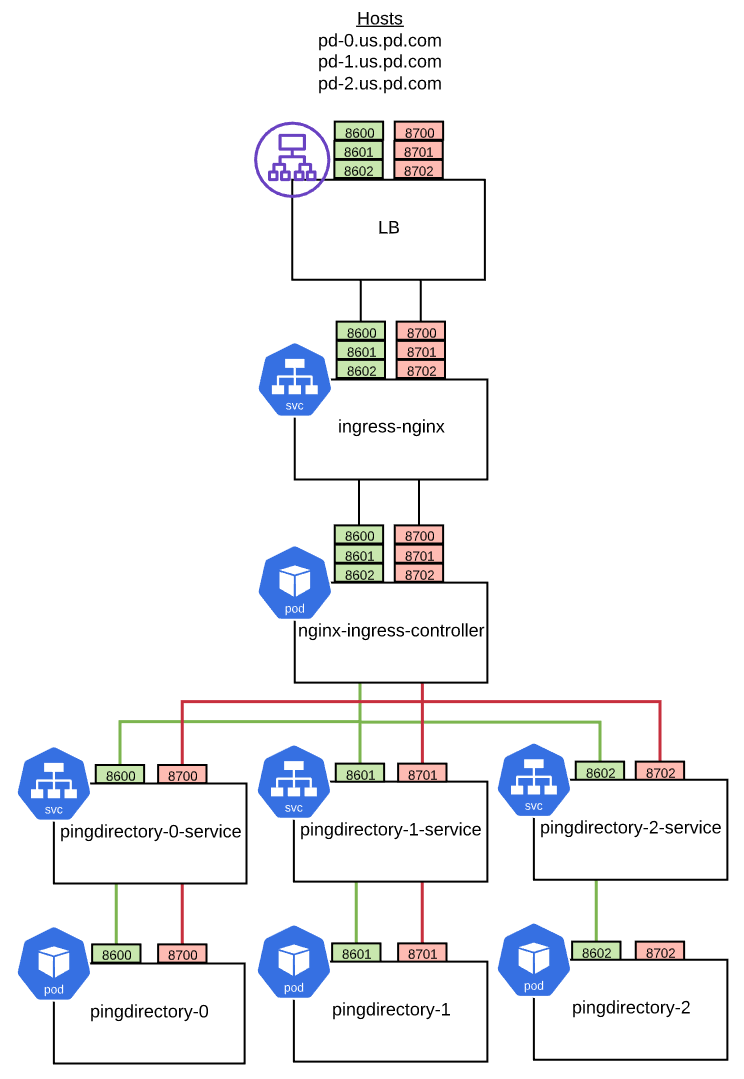 Hosts
pd-0.us.pd.com
pd-1.us.pd.com
pd-2.us.pd.com
8600 8700
8601 8701
8602 8702
LB
8600 8700
8601 8701
8602 8702
svc
ingress-nginx
8600 8700
8601 8701
8602 8702
pod
nginx-ingress-controller
8600 8700 8601 8701 8602 8702
svc svc svc
pingdirectory-0-service pingdirectory-1-service pingdirectory-2-service
8600 8700 8601 8701 8602 8702
pod pod pod
pingdirectory-0 pingdirectory-1 pingdirectory-2